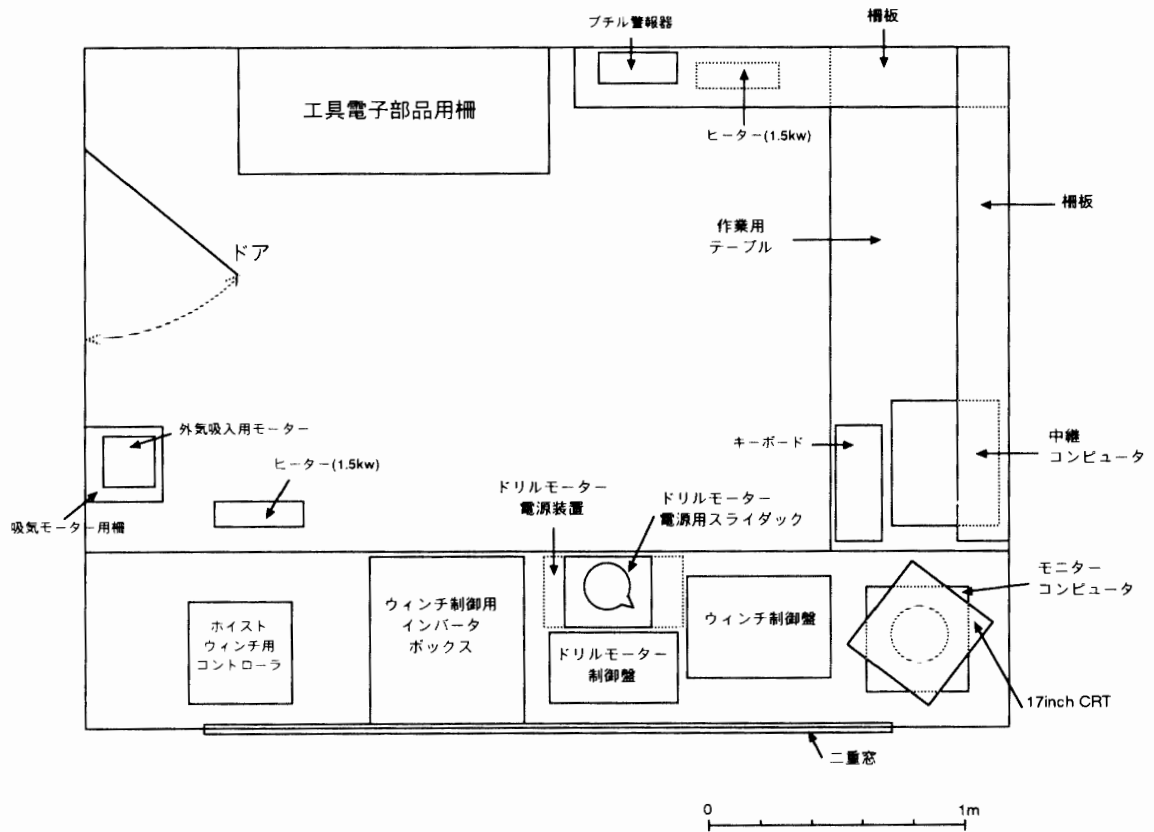 ブチル警報器
柵板
工具電子部品用柵
ヒーター(1.5kw)
柵板
作業用
テーブル
ドア
外気吸入用モーター
キーボード
中継
コンピュータ
ヒーター(1.5kw)
ドリルモーター
電源装置
ドリルモーター
電源用スライダック
吸気モーター用柵
モニター
コンピュータ
ホイスト
ウィンチ用
コントローラ
ウィンチ制御用
インバータ
ボックス
ウィンチ制御盤
ドリルモーター
制御盤
17inch CRT
二重窓
0
1m